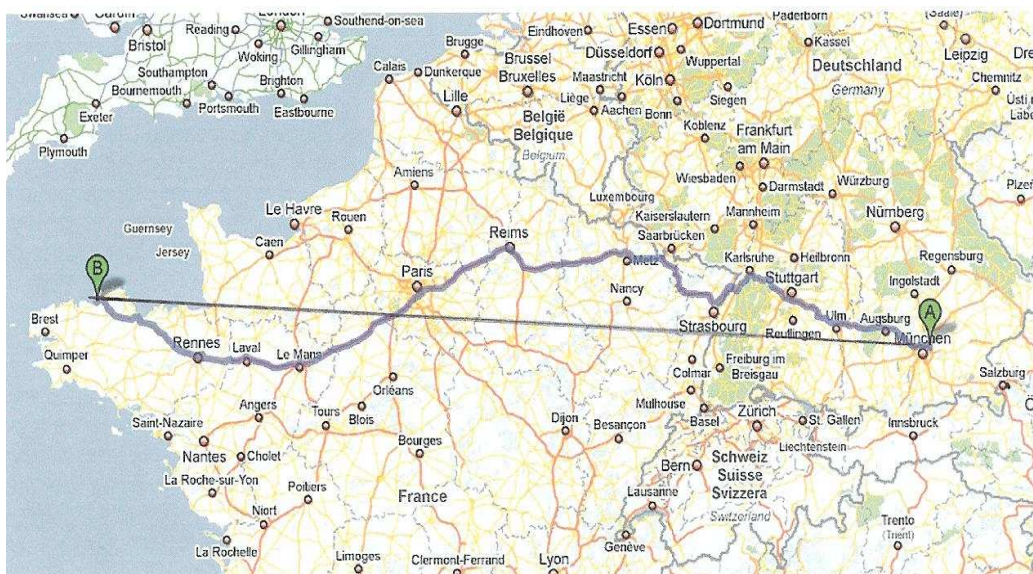 Swansea
Cardiff
Bristol
Reading
London
Southend-on-sea
Woking
Gillingham
Southampton
Bournemouth
Portsmouth
Brighton
Eastbourne
Exeter
Plymouth
Calais
Dunkerque
Brugge
Lille
Eindhoven
Brussel
Bruxelles
Maastricht
Liège
Aachen
België
Belgique
Belgium
Essen
Dortmund
Düsseldorf
Wuppertal
Köln
Bonn
Siegen
Koblenz
Paderborn
Kassel
(Saale)
Leipzig
Deutschland
Germany
Chemnitz
Frankfurt
am Main
Wiesbaden
Darmstadt
Würzburg
Luxembourg
Kaiserslautern
Saarbrücken
Mannheim
Nürnberg
Heilbronn
Karlsruhe
Regensburg
Ingolstadt
Stuttgart
Guernsey
Jersey
Le Havre
Rouen
Amiens
Caen
Reims
Metz
Paris
Nancy
Strasbourg
Reutlingen
Ulm
Augsburg
München
A
B
Brest
Quimper
Rennes
Laval
Le Mans
Orléans
Colmar
Freiburg im
Breisgau
Mulhouse
Basel
Zürich
St. Gallen
Liechtenstein
Salzburg
Innsbruck
Saint-Nazaire
Angers
Tours
Blois
Nantes
Cholet
Bourges
Dijon
Besançon
Bern
Schweiz
Suisse
Svizzera
Switzerland
La Roche-sur-Yon
Poitiers
France
Niort
La Rochelle
Limoges
Clermont-Ferrand
Lyon
Lausanne
Genève
Trento
(Trient)